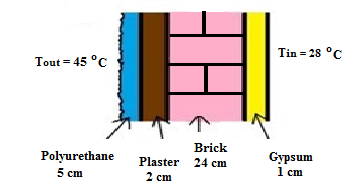 Tout = 45 °C
Tin = 28 °C
Polyurethane
5 cm
Plaster
2 cm
Brick
24 cm
Gypsum
1 cm